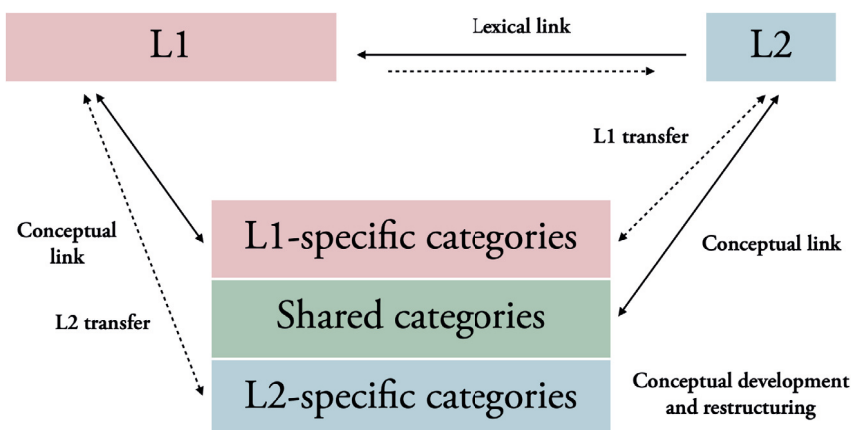 Lexical link
L1
L2
L1 transfer
Conceptual
link
L1-specific categories
Conceptual link
Shared categories
L2 transfer
L2-specific categories
Conceptual development
and restructuring